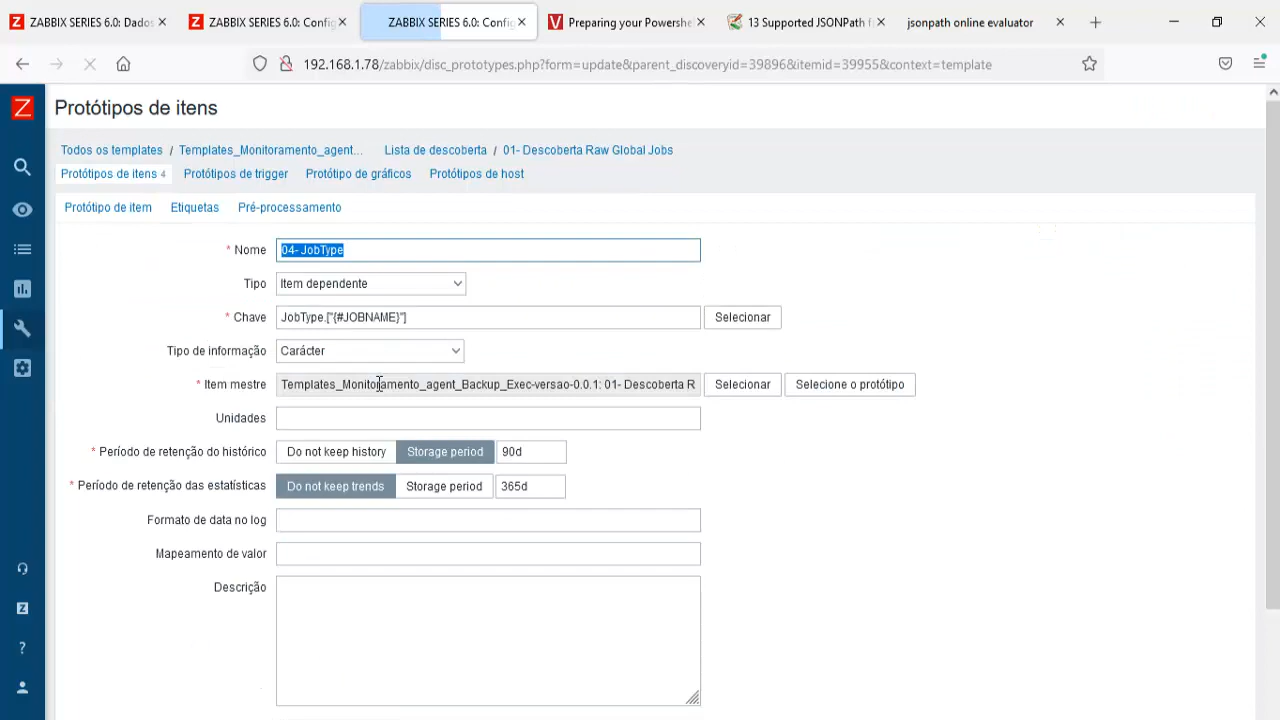 ZABBIX SERIES 6.0: Dados
ZABBIX SERIES 6.0: Config
ZABBIX SERIES 6.0: Config
Preparing your Powershe
13 Supported JSONPath f
jsonpath online evaluator
192.168.1.78/zabbix/disc_prototypes.php?form=update&parent_discoveryid=39896&itemid=39955&context=template
Z
Protótipos de itens
Todos os templates / Templates_Monitoramento_agent... Lista de descoberta / 01- Descoberta Raw Global Jobs
Protótipos de itens 4 Protótipos de trigger Protótipo de gráficos Protótipos de host
Protótipo de item Etiquetas Pré-processamento
* Nome 04- JobType
Tipo Item dependente
* Chave JobType.["{#JOBNAME}"] Selecionar
Tipo de informação Carácter
* Item mestre Templates_Monitoramento_agent_Backup_Exec-versao-0.0.1: 01- Descoberta R Selecionar Selecione o protótipo
Unidades
* Período de retenção do histórico Do not keep history Storage period 90d
* Período de retenção das estatísticas Do not keep trends Storage period 365d
Formato de data no log
Mapeamento de valor
Descrição
Z
?